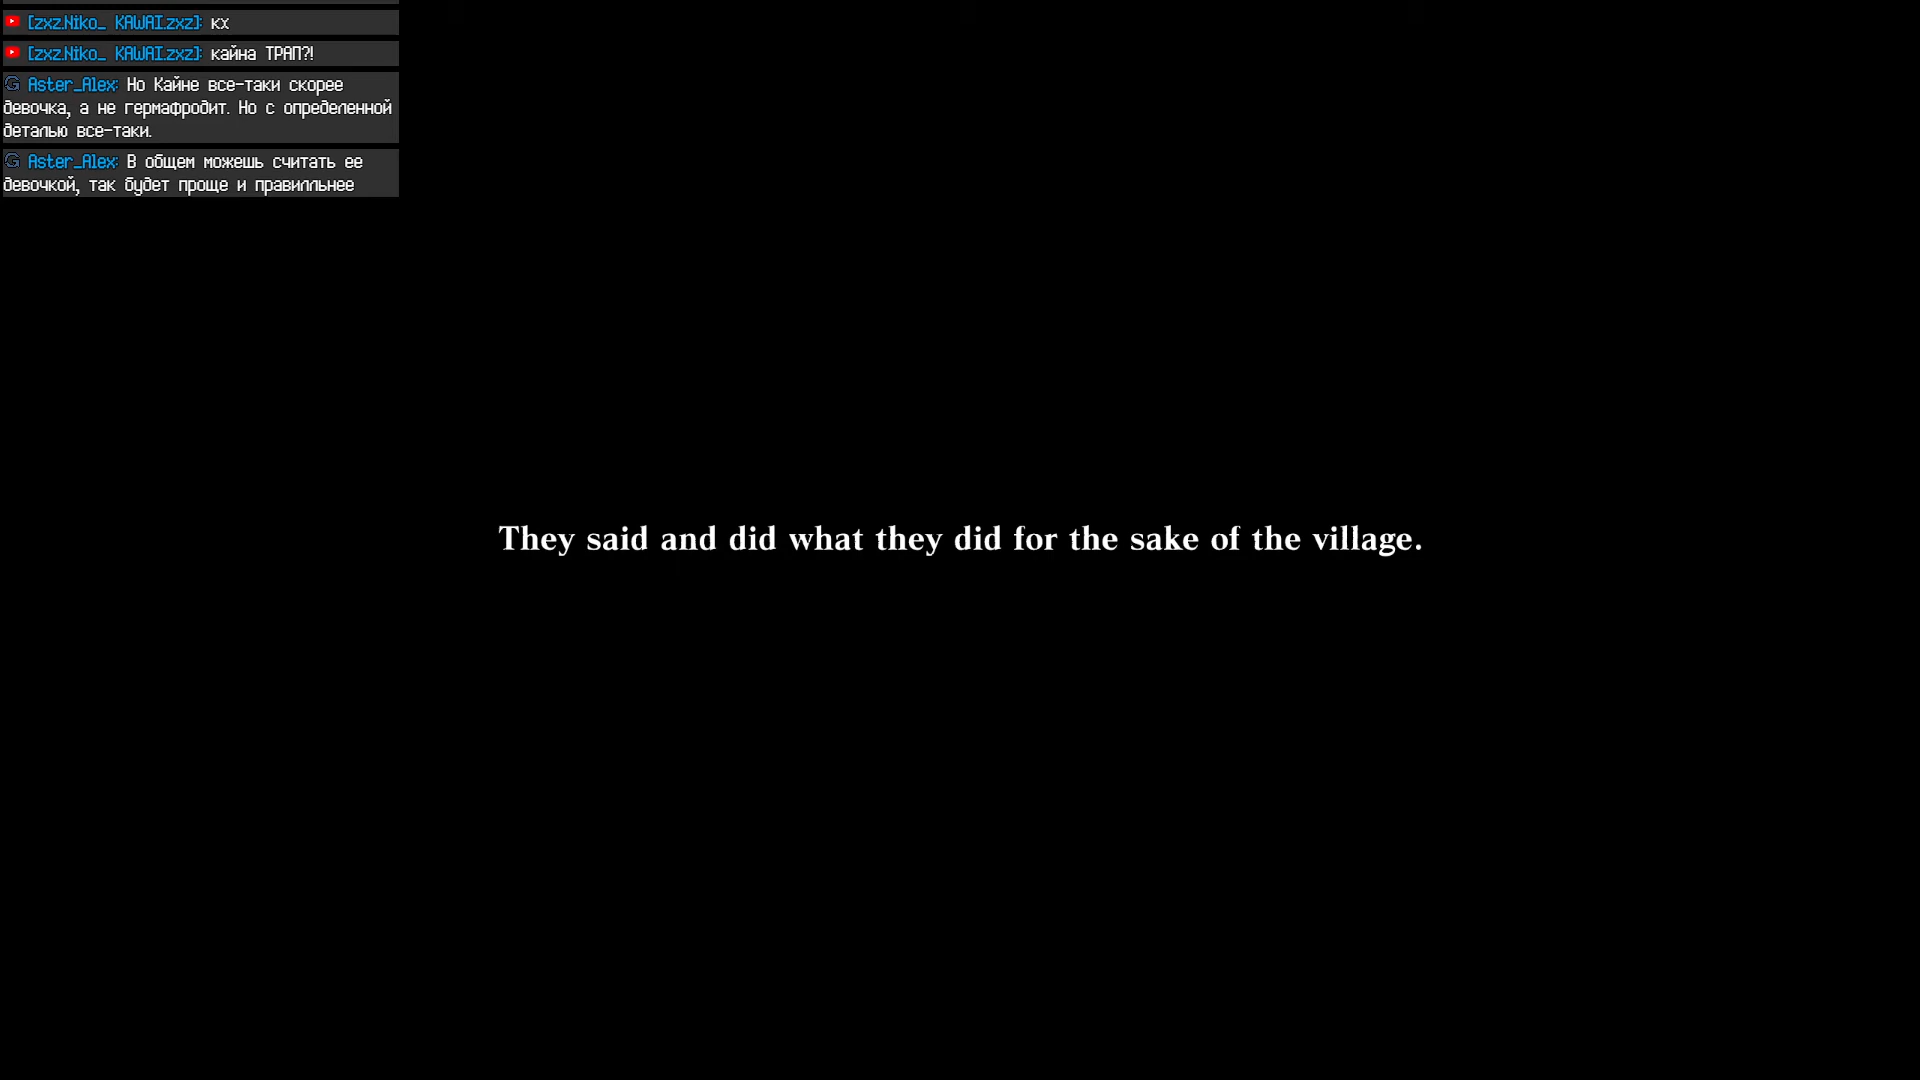 [zxz.Niko_ KAWAI.zxz]: кх
[zxz.Niko_ KAWAI.zxz]: кайна ТРАП?!
Aster_Alex: Но Кайне все-таки скорее
девочка, а не гермафродит. Но с определенной
деталью все-таки.
Aster_Alex: В общем можешь считать ее
девочкой, так будет проще и правилльнее
They said and did what they did for the sake of the village.